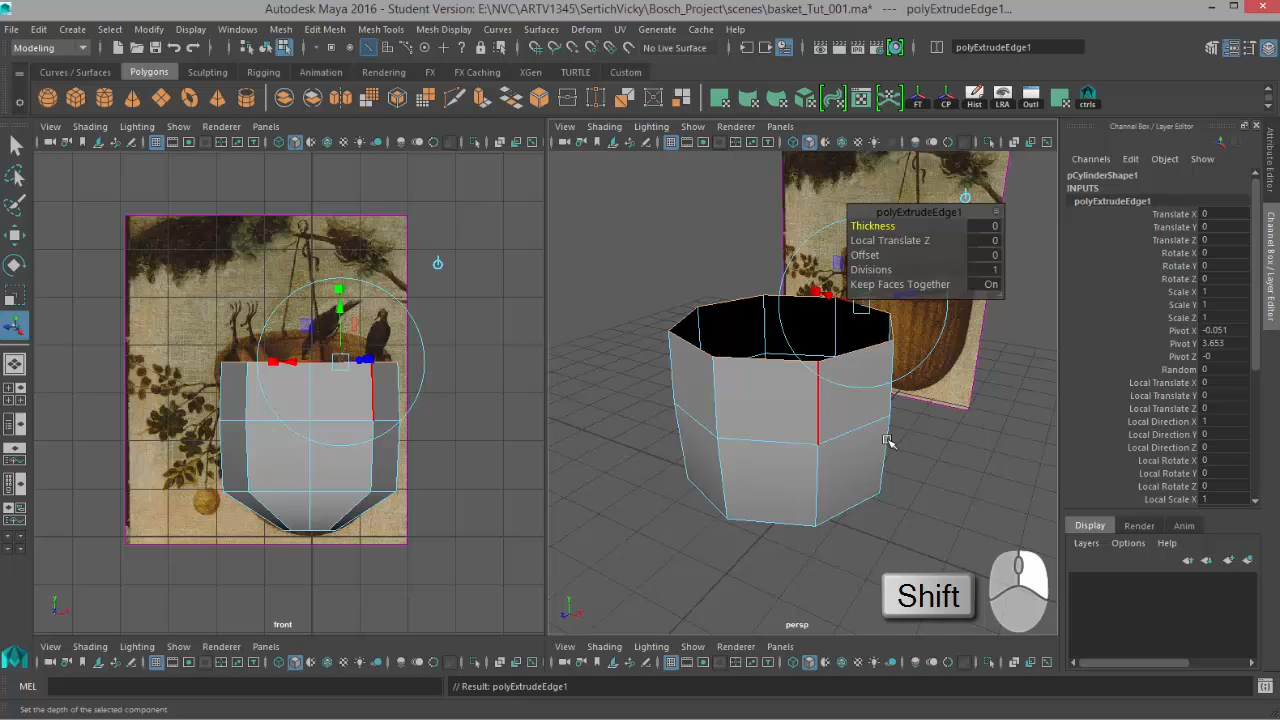 Autodesk Maya 2016 - Student Version: E:\NVC\ARTV1345\SertichVicky\Bosch_Project\scenes\basket_Tut_001.ma* --- polyExtrudeEdge1...
File Edit Create Select Modify Display Windows Mesh Edit Mesh Mesh Tools Mesh Display Curves Surfaces Deform UV Generate Cache Help
Modeling No Live Surface polyExtrudeEdge1
Curves / Surfaces Polygons Sculpting Rigging Animation Rendering FX FX Caching XGen TURTLE Custom
FT CP Hist LRA Outl ctrls
View Shading Lighting Show Renderer Panels
View Shading Lighting Show Renderer Panels
Channel Box / Layer Editor
Channels Edit Object Show
pCylinderShape1
INPUTS
polyExtrudeEdge1
Translate X 0
Translate Y 0
Translate Z 0
Rotate X 0
Rotate Y 0
Rotate Z 0
Scale X 1
Scale Y 1
Scale Z 1
Pivot X -0.051
Pivot Y 3.653
Pivot Z -0
Random 0
Local Translate X 0
Local Translate Y 0
Local Translate Z 0
Local Direction X 1
Local Direction Y 0
Local Direction Z 0
Local Rotate X 0
Local Rotate Y 0
Local Rotate Z 0
Local Scale X 1
Attribute Editor
Channel Box / Layer Editor
polyExtrudeEdge1
Thickness 0
Local Translate Z 0
Offset 0
Divisions 1
Keep Faces Together On
Display Render Anim
Layers Options Help
Shift
front
persp
View Shading Lighting Show Renderer Panels
View Shading Lighting Show Renderer Panels
MEL // Result: polyExtrudeEdge1
Set the depth of the selected component.